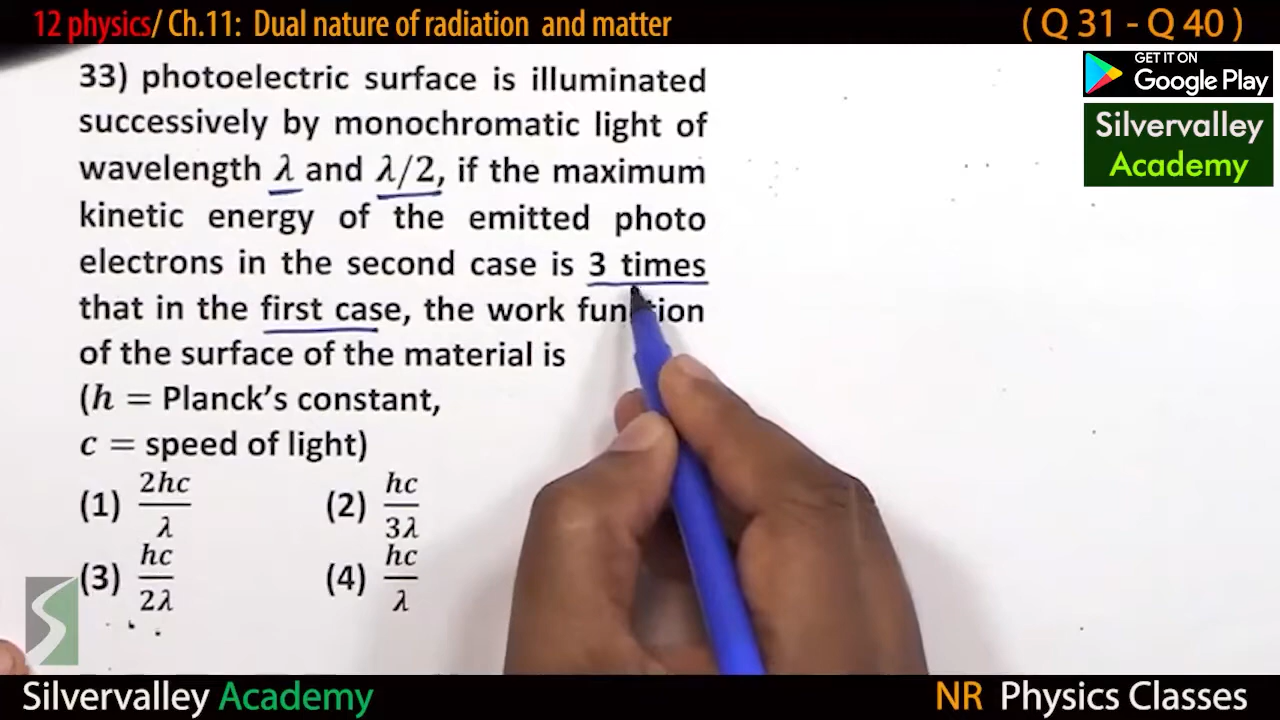 12 physics/ Ch.11: Dual nature of radiation and matter
( Q 31 - Q 40 )
33) photoelectric surface is illuminated
successively by monochromatic light of
wavelength λ and λ/2, if the maximum
kinetic energy of the emitted photo
electrons in the second case is 3 times
that in the first case, the work function
of the surface of the material is
(h = Planck's constant,
c = speed of light)
(1) 2hc/λ (2) hc/3λ
(3) hc/2λ (4) hc/λ
GET IT ON
Google Play
Silvervalley
Academy
Silvervalley Academy
NR Physics Classes